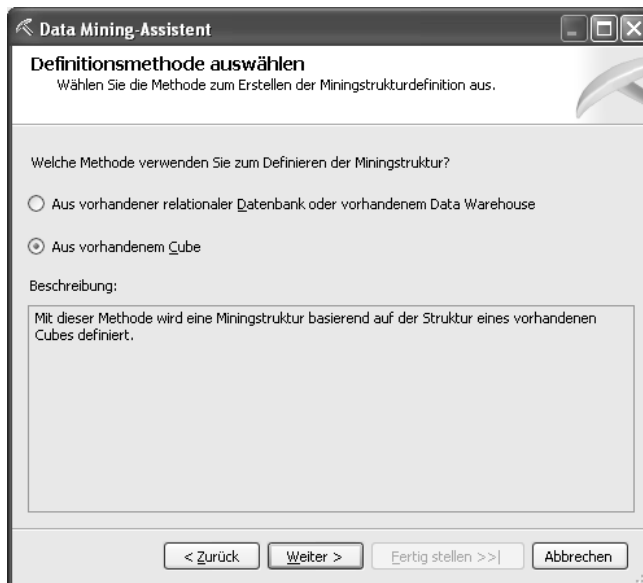 Data Mining-Assistent
Definitionsmethode auswählen
Wählen Sie die Methode zum Erstellen der Miningstrukturdefinition aus.
Welche Methode verwenden Sie zum Definieren der Miningstruktur?
Aus vorhandener relationaler Datenbank oder vorhandenem Data Warehouse
Aus vorhandenem Cube
Beschreibung:
Mit dieser Methode wird eine Miningstruktur basierend auf der Struktur eines vorhandenen
Cubes definiert.
< Zurück Weiter > Fertig stellen >>| Abbrechen